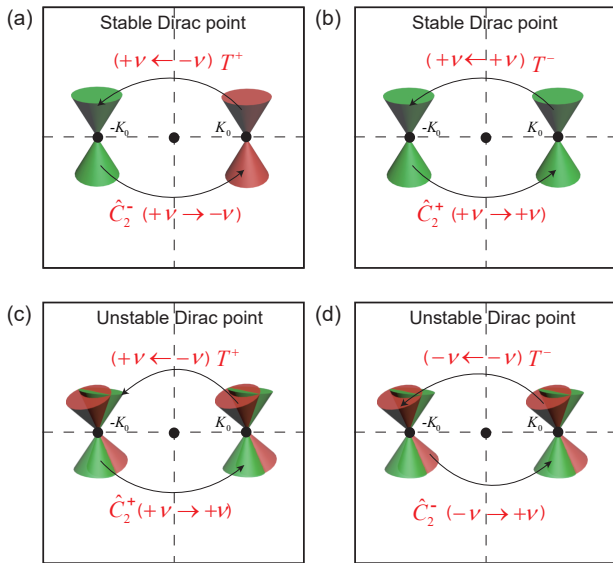 (a)
Stable Dirac point
(+ν ← −ν) T⁺
-K₀
K₀
Ĉ₂⁻ (+ν → −ν)
(b)
Stable Dirac point
(+ν ← +ν) T⁻
-K₀
K₀
Ĉ₂⁺ (+ν → +ν)
(c)
Unstable Dirac point
(+ν ← −ν) T⁺
-K₀
K₀
Ĉ₂⁺ (+ν → +ν)
(d)
Unstable Dirac point
(−ν ← −ν) T⁻
-K₀
K₀
Ĉ₂⁻ (−ν → +ν)